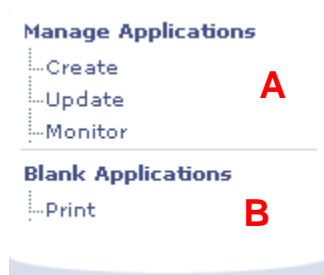 Manage Applications
Create
Update
A
Monitor
Blank Applications
Print
B